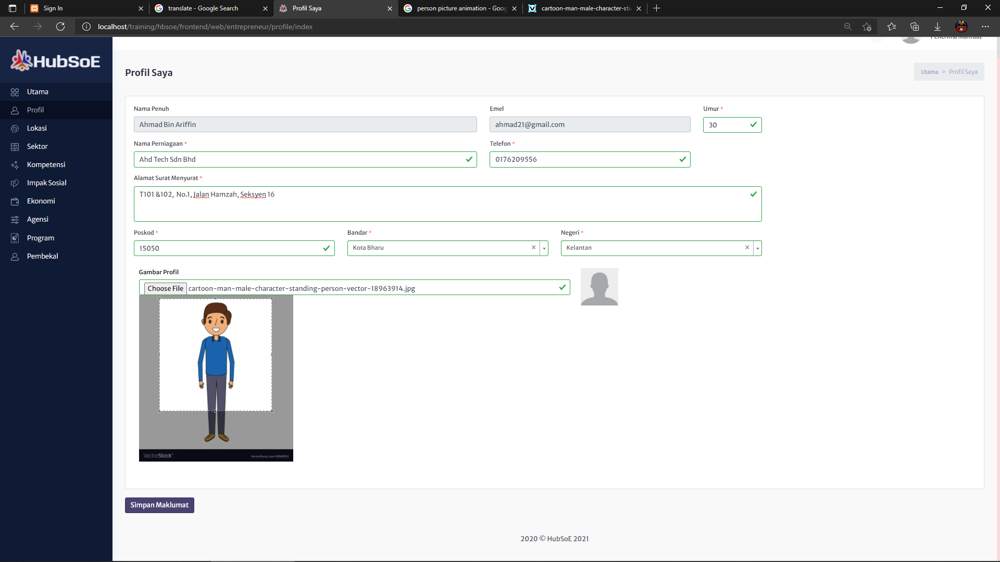 Sign In
translate - Google Search
Profil Saya
person picture animation - Goog
cartoon-man-male-character-sta
localhost/training/hbsoe/frontend/web/entrepreneur/profile/index
HubSoE
Penerima Manfaat
Profil Saya
Utama > Profil Saya
Utama
Profil
Lokasi
Sektor
Kompetensi
Impak Sosial
Ekonomi
Agensi
Program
Pembekal
Nama Penuh
Emel
Umur *
Ahmad Bin Ariffin
ahmad21@gmail.com
30
Nama Perniagaan *
Telefon *
Ahd Tech Sdn Bhd
0176209556
Alamat Surat Menyurat *
T101 &102, No.1, Jalan Hamzah, Seksyen 16
Poskod *
Bandar *
Negeri *
15050
Kota Bharu
Kelantan
Gambar Profil
Choose File cartoon-man-male-character-standing-person-vector-18963914.jpg
VectorStock®
VectorStock.com/18963914
Simpan Maklumat
2020 © HubSoE 2021